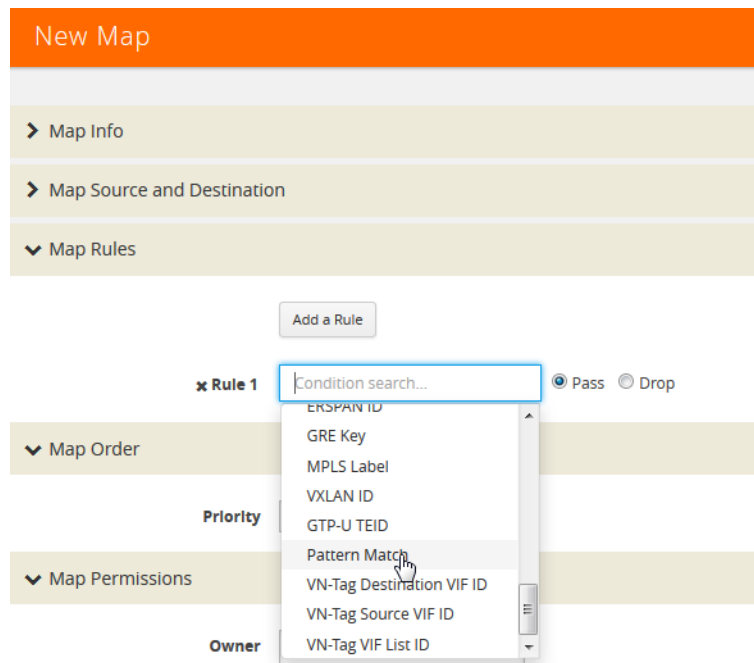 New Map
Map Info
Map Source and Destination
Map Rules
Add a Rule
Rule 1 Condition search... Pass Drop
ERSPAN ID
GRE Key
MPLS Label
VXLAN ID
GTP-U TEID
Pattern Match
VN-Tag Destination VIF ID
VN-Tag Source VIF ID
VN-Tag VIF List ID
Map Order
Priority
Map Permissions
Owner